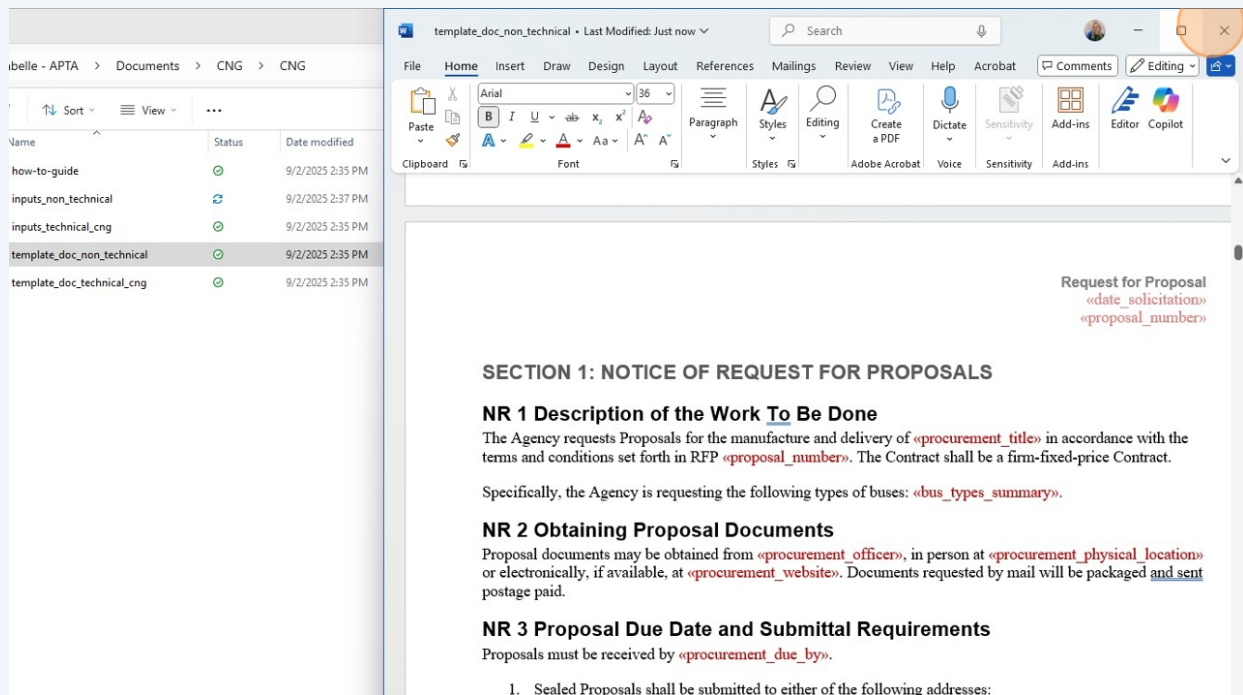 template_doc_non_technical • Last Modified: Just now
Search
abelle - APTA > Documents > CNG > CNG
File Home Insert Draw Design Layout References Mailings Review View Help Acrobat Comments Editing
Sort View ...
Arial 36
Paste
B I U ab x₂ x²
A A Aa A A
Paragraph Styles Editing
Create
a PDF
Dictate Sensitivity Add-ins Editor Copilot
Clipboard Font Styles Adobe Acrobat Voice Sensitivity Add-ins
Name Status Date modified
how-to-guide 9/2/2025 2:35 PM
inputs_non_technical 9/2/2025 2:37 PM
inputs_technical_cng 9/2/2025 2:35 PM
template_doc_non_technical 9/2/2025 2:35 PM
template_doc_technical_cng 9/2/2025 2:35 PM
Request for Proposal
«date_solicitation»
«proposal_number»
SECTION 1: NOTICE OF REQUEST FOR PROPOSALS
NR 1 Description of the Work To Be Done
The Agency requests Proposals for the manufacture and delivery of «procurement_title» in accordance with the
terms and conditions set forth in RFP «proposal_number». The Contract shall be a firm-fixed-price Contract.
Specifically, the Agency is requesting the following types of buses: «bus_types_summary».
NR 2 Obtaining Proposal Documents
Proposal documents may be obtained from «procurement_officer», in person at «procurement_physical_location»
or electronically, if available, at «procurement_website». Documents requested by mail will be packaged and sent
postage paid.
NR 3 Proposal Due Date and Submittal Requirements
Proposals must be received by «procurement_due_by».
1. Sealed Proposals shall be submitted to either of the following addresses: